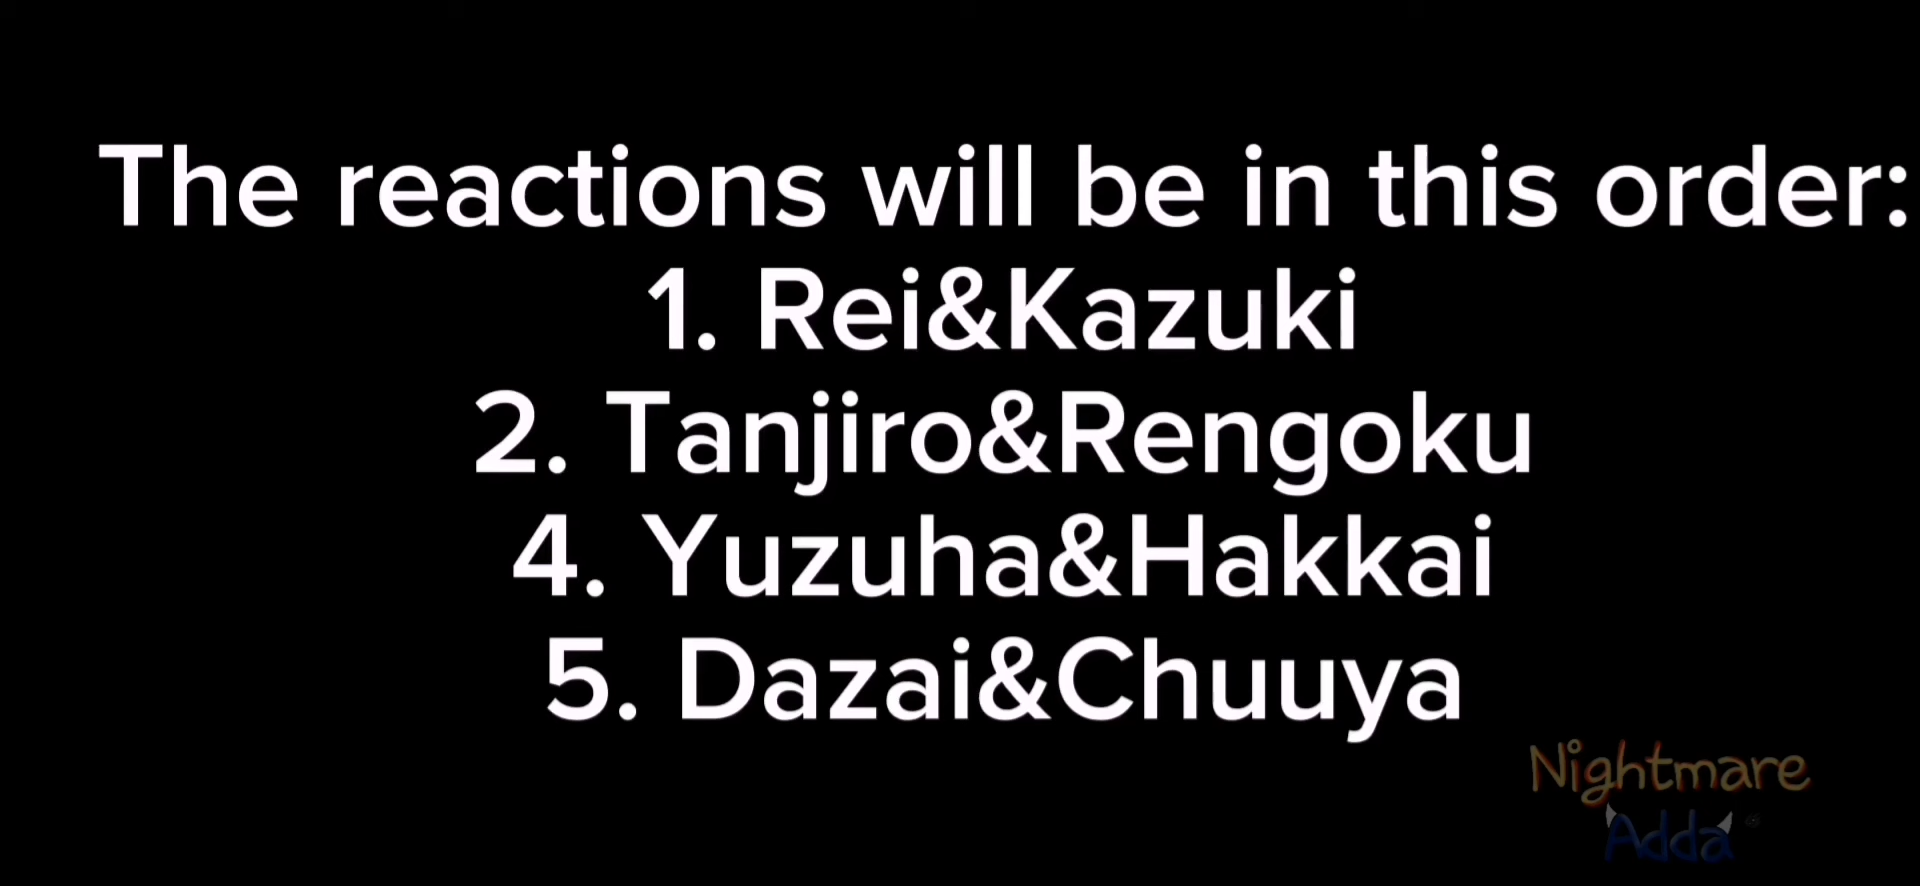 The reactions will be in this order:
1. Rei&Kazuki
2. Tanjiro&Rengoku
4. Yuzuha&Hakkai
5. Dazai&Chuuya
Nightmare
Adda